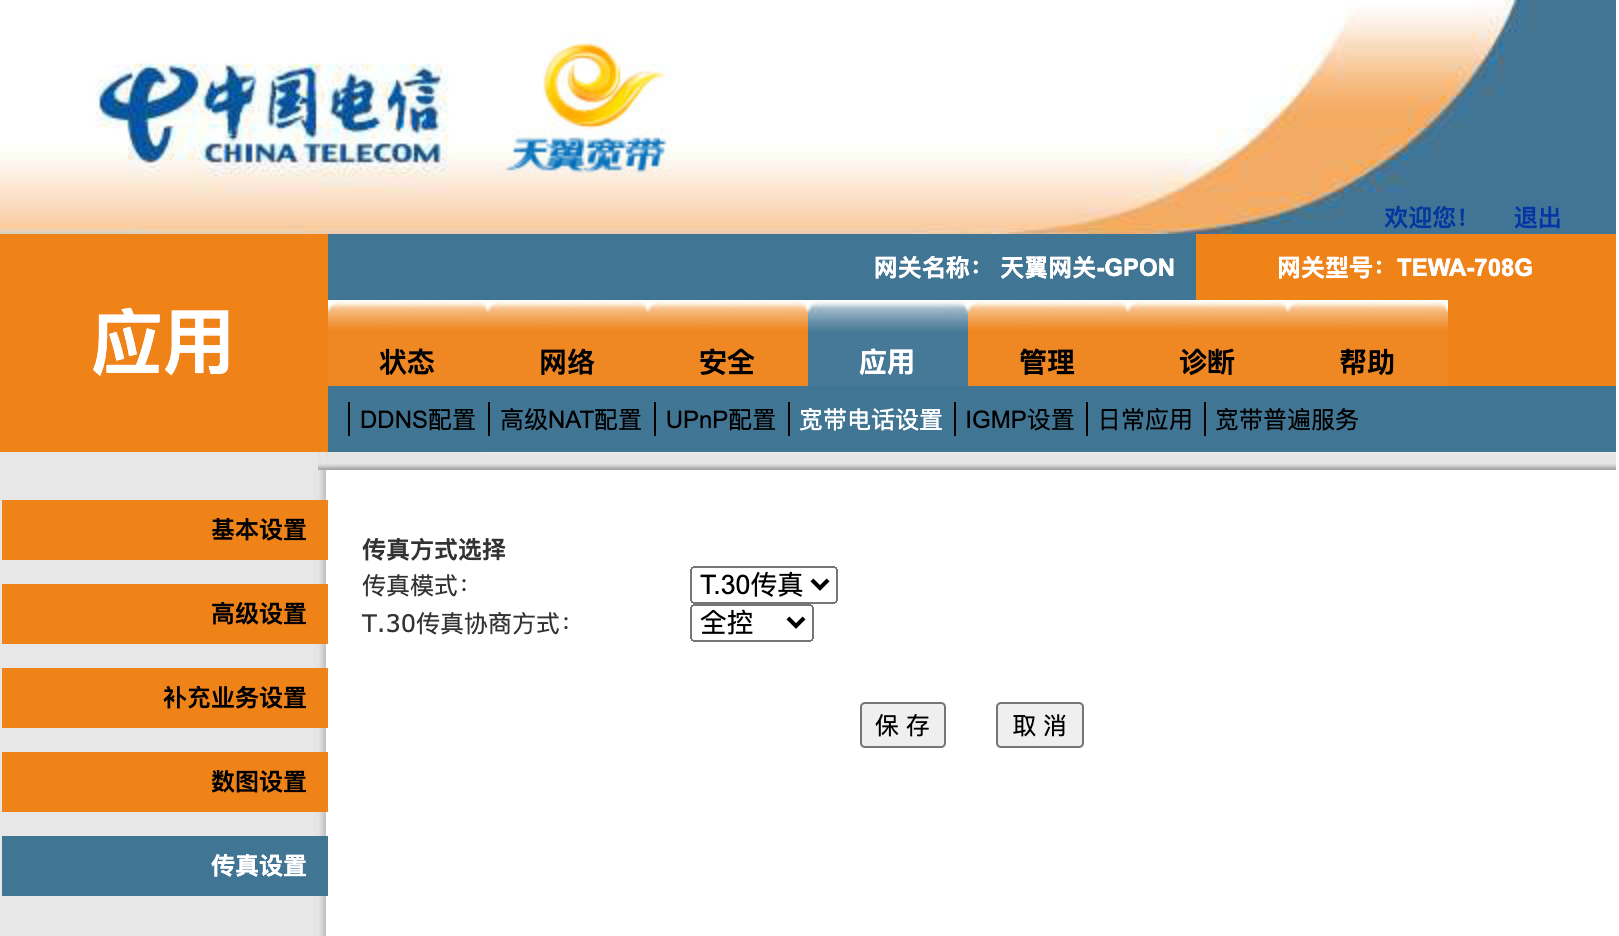 中国电信
CHINA TELECOM
天翼宽带
欢迎您！ 退出
网关名称： 天翼网关-GPON 网关型号：TEWA-708G
应用
状态 网络 安全 应用 管理 诊断 帮助
DDNS配置 高级NAT配置 UPnP配置 宽带电话设置 IGMP设置 日常应用 宽带普遍服务
基本设置
高级设置
补充业务设置
数图设置
传真设置
传真方式选择
传真模式： T.30传真
T.30传真协商方式： 全控
保 存 取 消